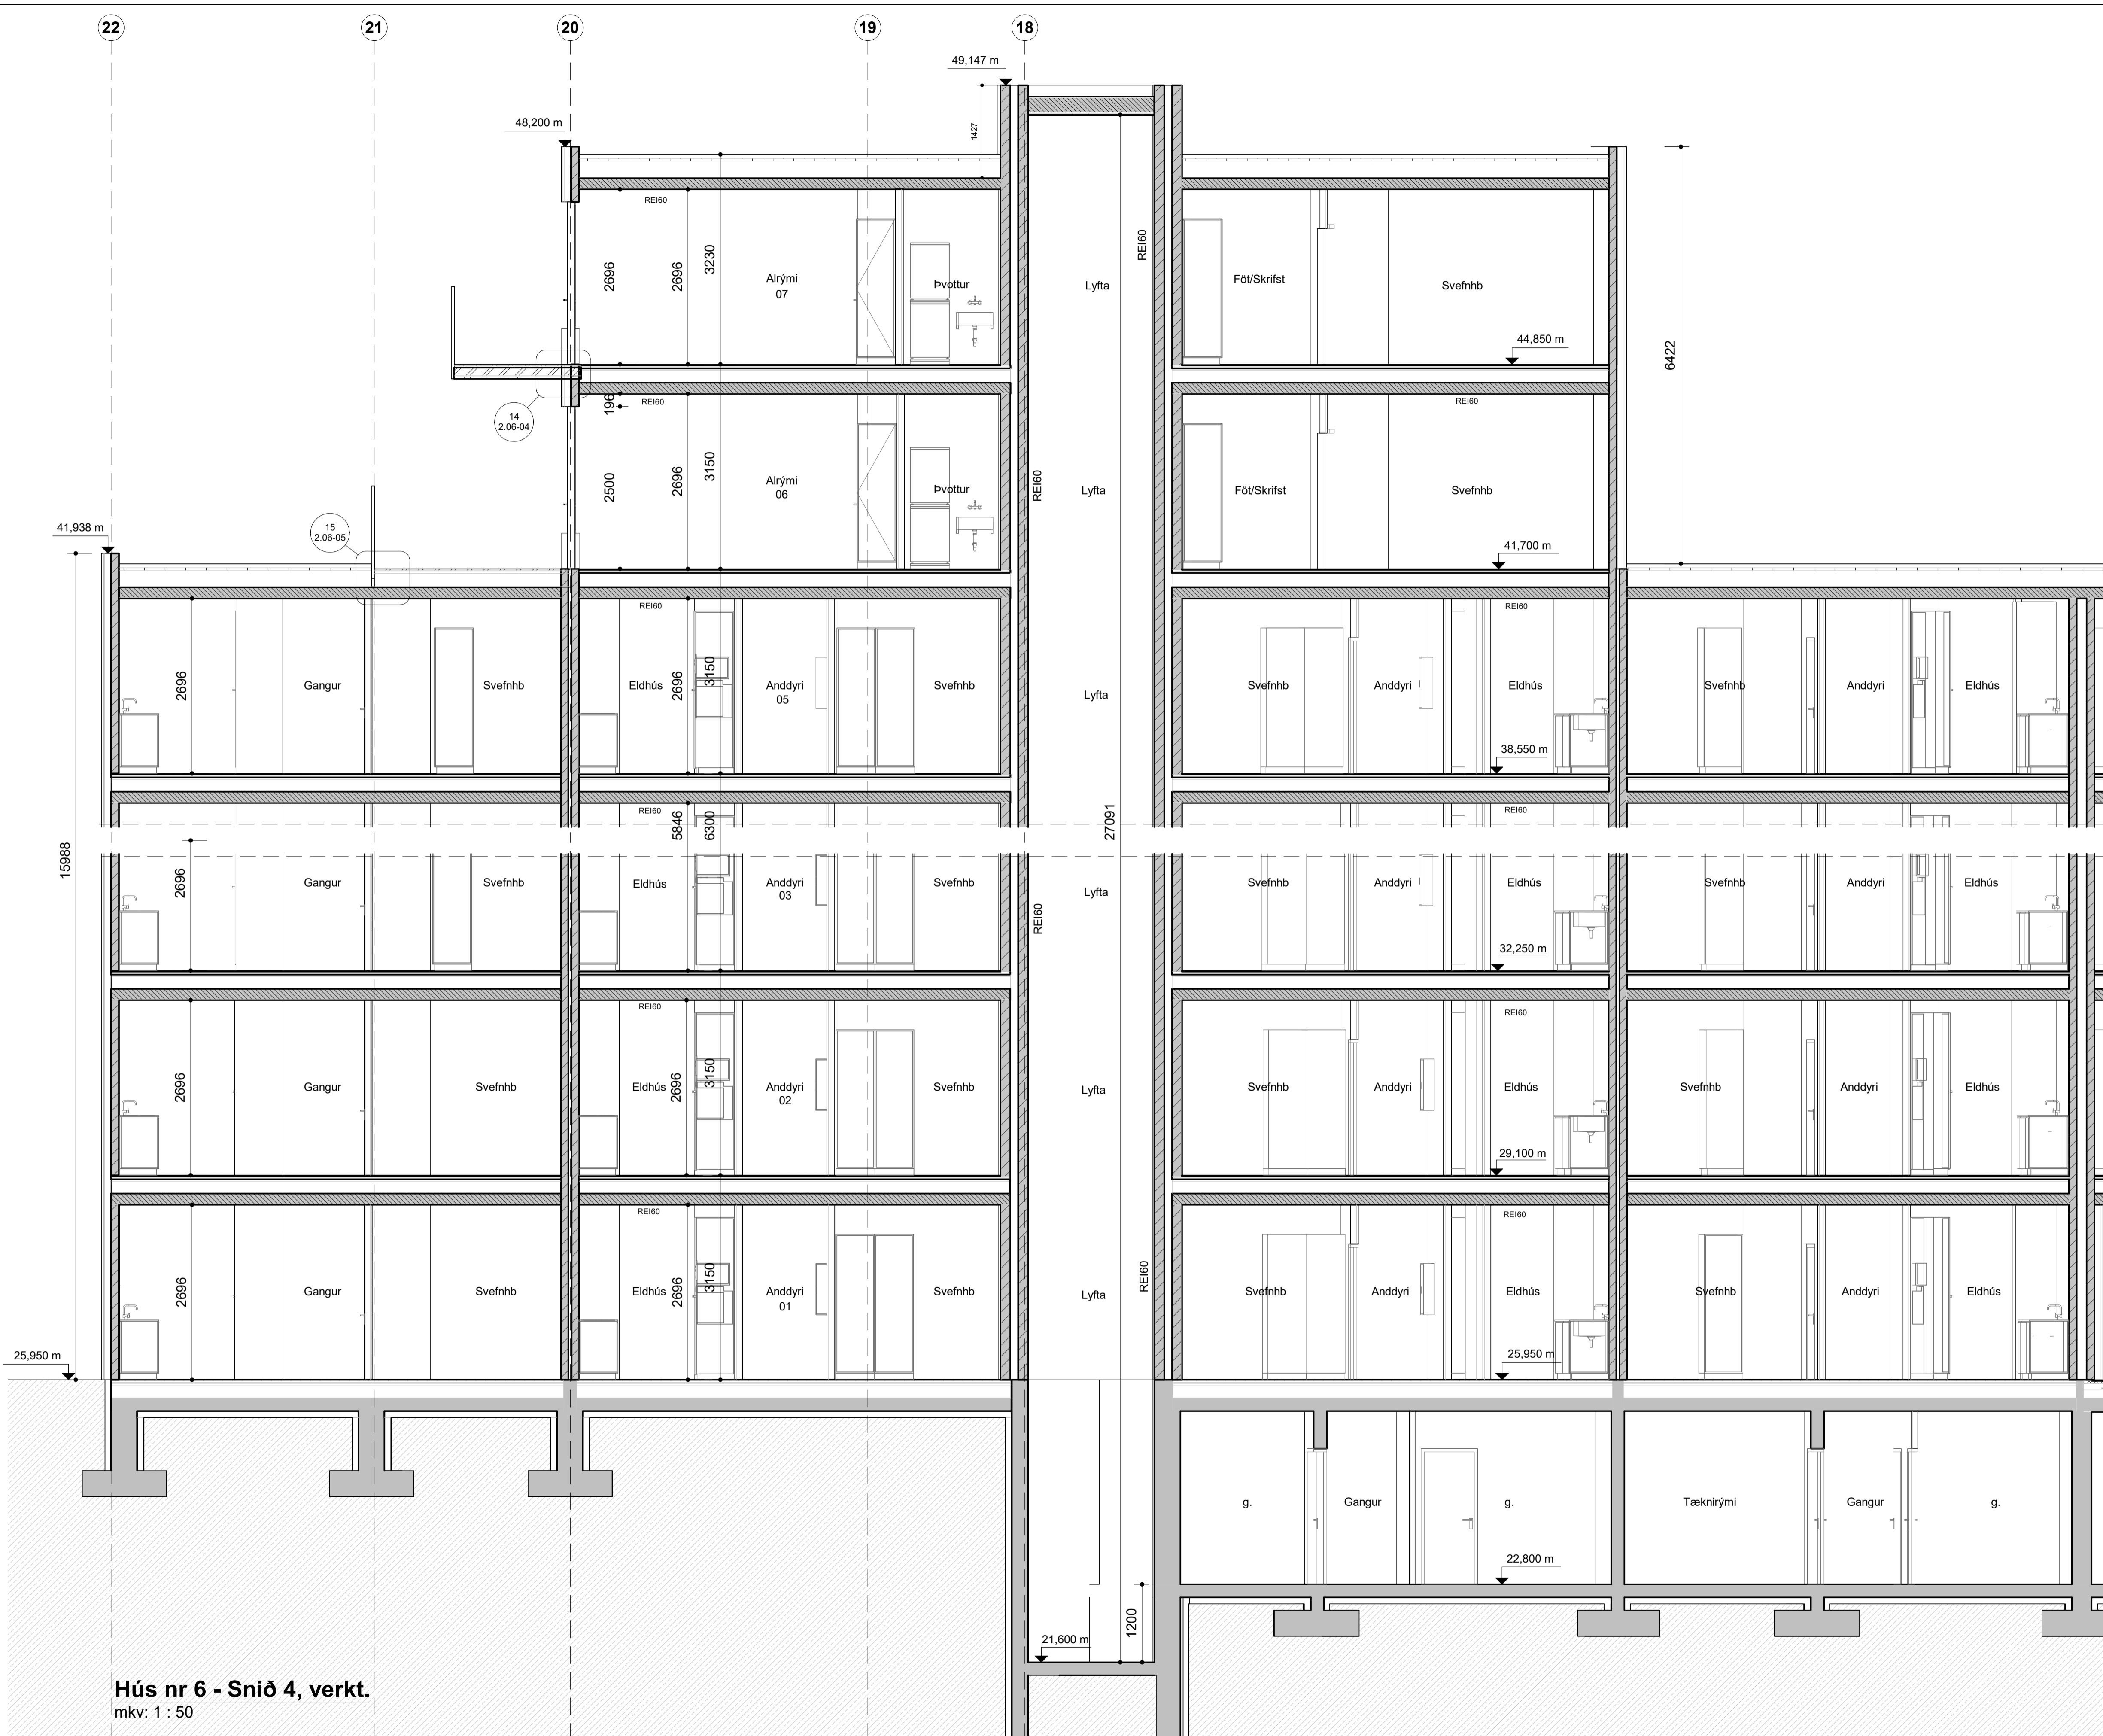 22
21
20
19
18
49,147 m
48,200 m
1427
REI60
2696
2696
3230
Alrými
07
Þvottur
Lyfta
REI60
Föt/Skrifst
Svefnhb
44,850 m
6422
14
2.06-04
196
REI60
REI60
2500
2696
3150
Alrými
06
Þvottur
REI60
Lyfta
Föt/Skrifst
Svefnhb
41,938 m
15
2.06-05
41,700 m
REI60
REI60
2696
Gangur
Svefnhb
Eldhús
2696
3150
Anddyri
05
Svefnhb
Lyfta
Svefnhb
Anddyri
Eldhús
Svefnhb
Anddyri
Eldhús
38,550 m
REI60
REI60
15988
5846
6300
27091
2696
Gangur
Svefnhb
Eldhús
Anddyri
03
Svefnhb
REI60
Lyfta
Svefnhb
Anddyri
Eldhús
Svefnhb
Anddyri
Eldhús
32,250 m
REI60
REI60
2696
Gangur
Svefnhb
Eldhús
2696
3150
Anddyri
02
Svefnhb
Lyfta
Svefnhb
Anddyri
Eldhús
Svefnhb
Anddyri
Eldhús
29,100 m
REI60
REI60
2696
Gangur
Svefnhb
Eldhús
2696
3150
Anddyri
01
Svefnhb
Lyfta
REI60
Svefnhb
Anddyri
Eldhús
Svefnhb
Anddyri
Eldhús
25,950 m
25,950 m
g.
Gangur
g.
Tæknirými
Gangur
g.
22,800 m
1200
21,600 m
Hús nr 6 - Snið 4, verkt.
mkv: 1 : 50